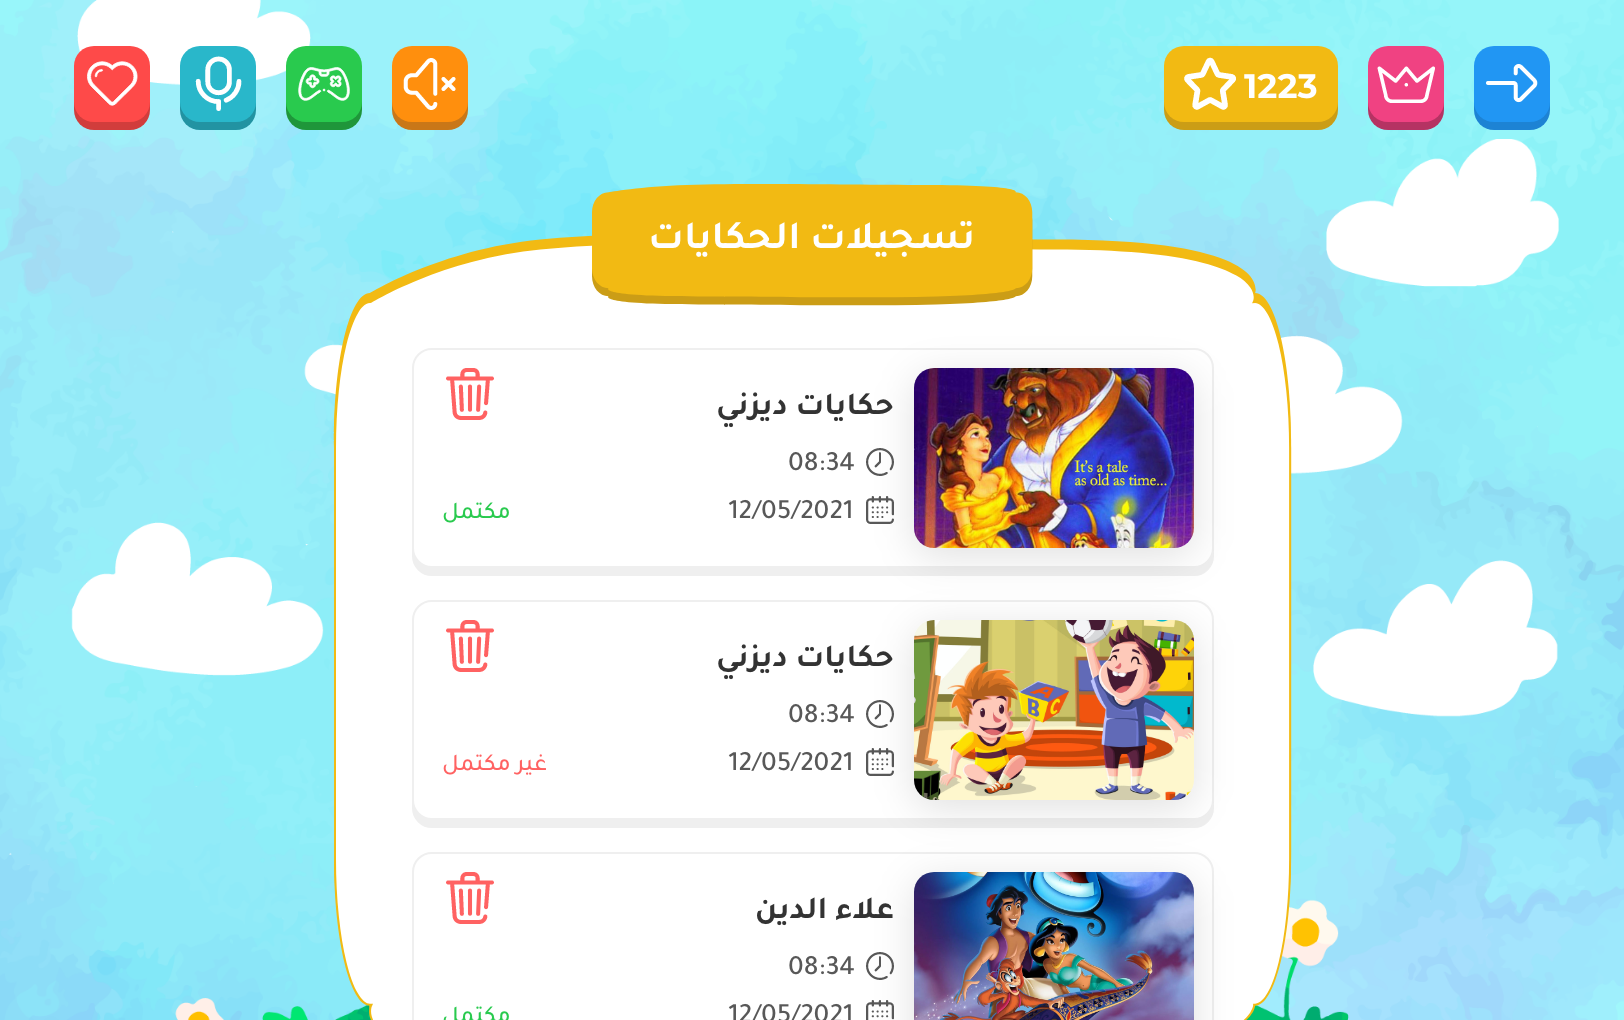 1223
تسجيلات الحكايات
حكايات ديزني
08:34
12/05/2021
مكتمل
It's a tale
as old as time...
حكايات ديزني
08:34
12/05/2021
غير مكتمل
A
B C
علاء الدين
08:34
12/05/2021
مكتمل